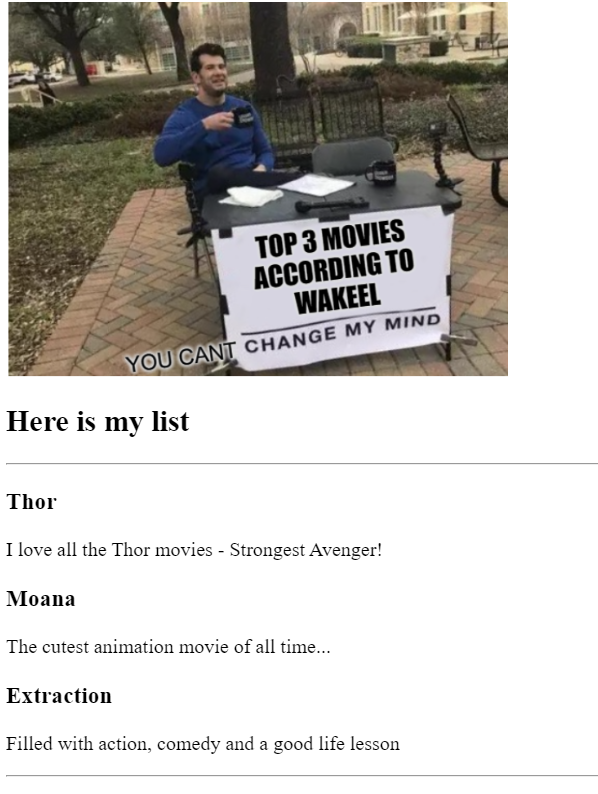 TOP 3 MOVIES
ACCORDING TO
WAKEEL
YOU CANT CHANGE MY MIND
Here is my list
Thor
I love all the Thor movies - Strongest Avenger!
Moana
The cutest animation movie of all time...
Extraction
Filled with action, comedy and a good life lesson